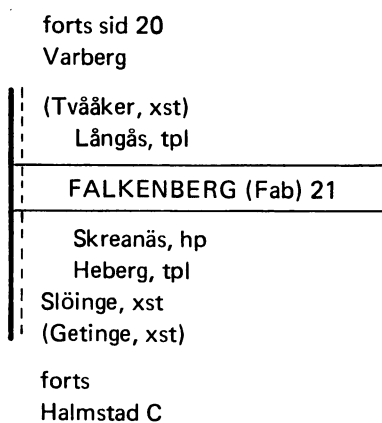 forts sid 20
Varberg
(Tvååker, xst)
Långås, tpl
FALKENBERG (Fab) 21
Skreanäs, hp
Heberg, tpl
Slöinge, xst
(Getinge, xst)
forts
Halmstad C